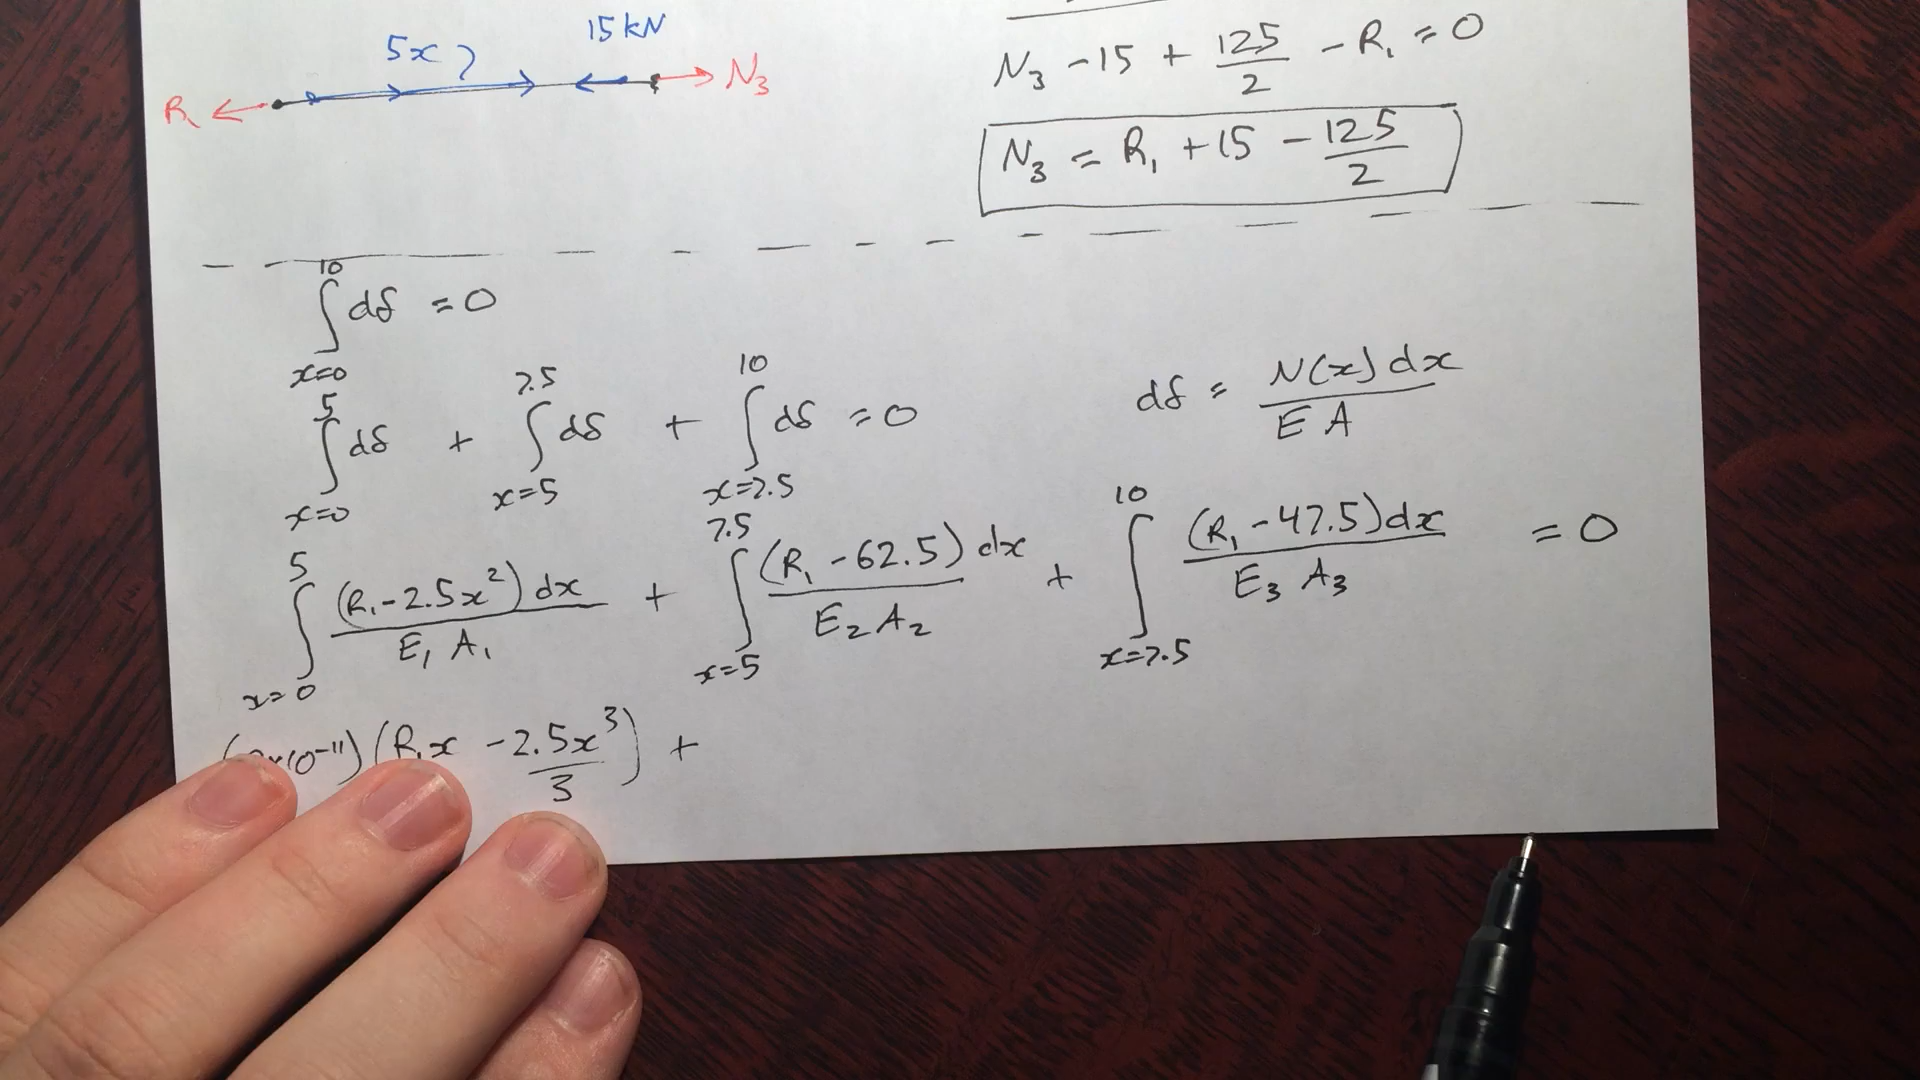 5x 15 kN
R₁ N₃
N₃ - 15 + 125/2 - R₁ = 0
N₃ = R₁ + 15 - 125/2
∫_{x=0}^{10} dδ = 0
∫_{x=0}^{5} dδ + ∫_{x=5}^{7.5} dδ + ∫_{x=7.5}^{10} dδ = 0
dδ = N(x) dx / E A
∫_{x=0}^{5} (R₁ - 2.5x²) dx / E₁ A₁ + ∫_{x=5}^{7.5} (R₁ - 62.5) dx / E₂ A₂ + ∫_{x=7.5}^{10} (R₁ - 47.5) dx / E₃ A₃ = 0
x10⁻¹¹) (R₁x - 2.5x³/3) +